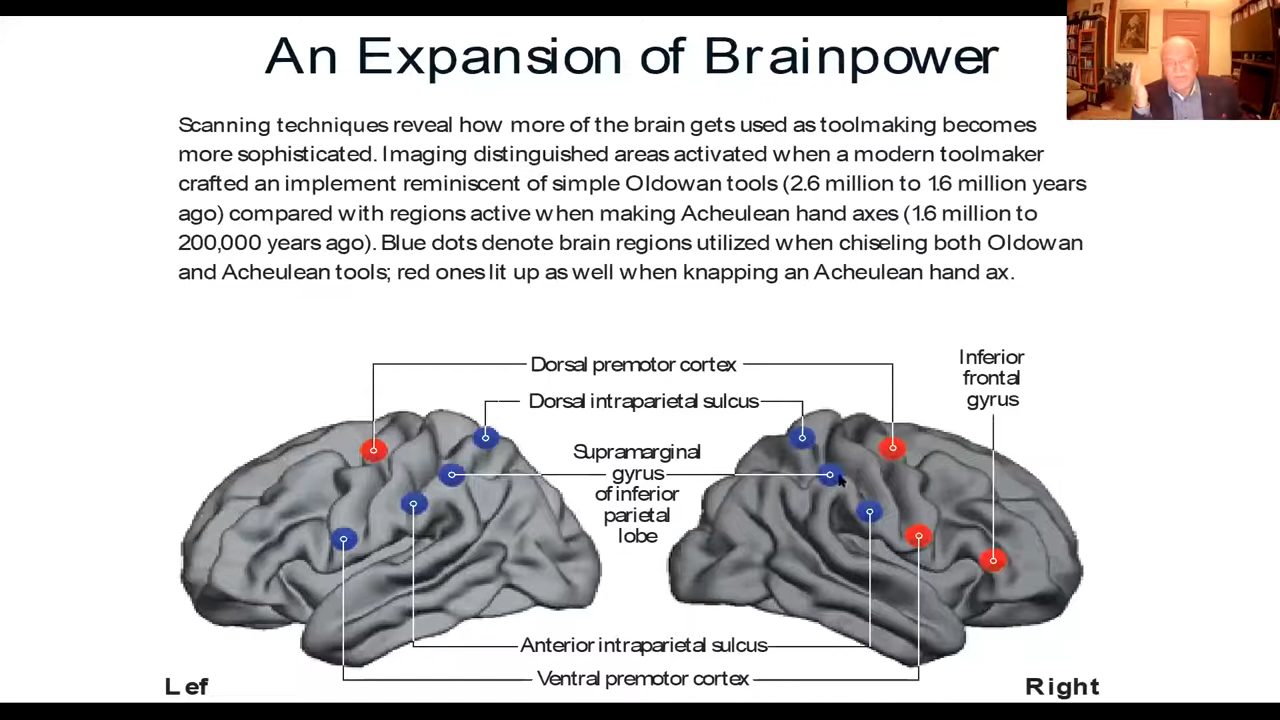 An Expansion of Brainpower
Scanning techniques reveal how more of the brain gets used as toolmaking becomes
more sophisticated. Imaging distinguished areas activated when a modern toolmaker
crafted an implement reminiscent of simple Oldowan tools (2.6 million to 1.6 million years
ago) compared with regions active when making Acheulean hand axes (1.6 million to
200,000 years ago). Blue dots denote brain regions utilized when chiseling both Oldowan
and Acheulean tools; red ones lit up as well when knapping an Acheulean hand ax.
Dorsal premotor cortex
Inferior
frontal
gyrus
Dorsal intraparietal sulcus
Supramarginal
gyrus
of inferior
parietal
lobe
Anterior intraparietal sulcus
Ventral premotor cortex
Lef
Right